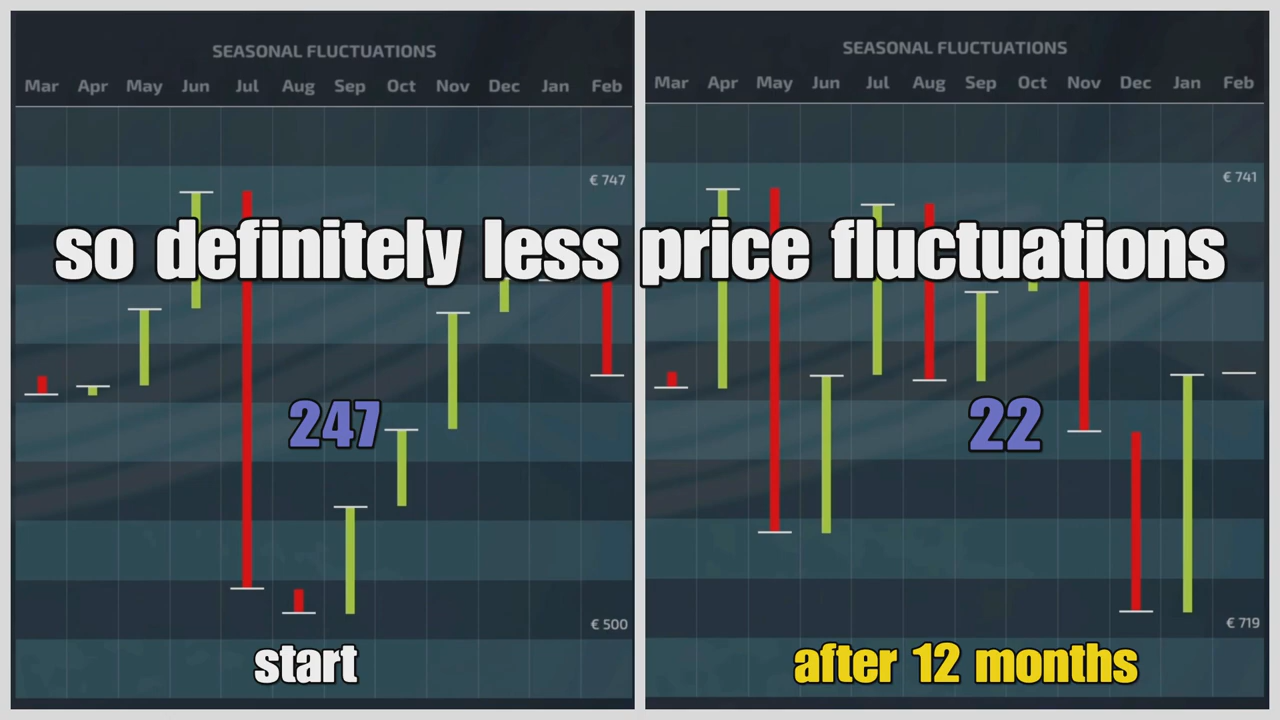 SEASONAL FLUCTUATIONS
Mar Apr May Jun Jul Aug Sep Oct Nov Dec Jan Feb
€ 747
€ 500
SEASONAL FLUCTUATIONS
Mar Apr May Jun Jul Aug Sep Oct Nov Dec Jan Feb
€ 741
€ 719
so definitely less price fluctuations
247
22
start
after 12 months